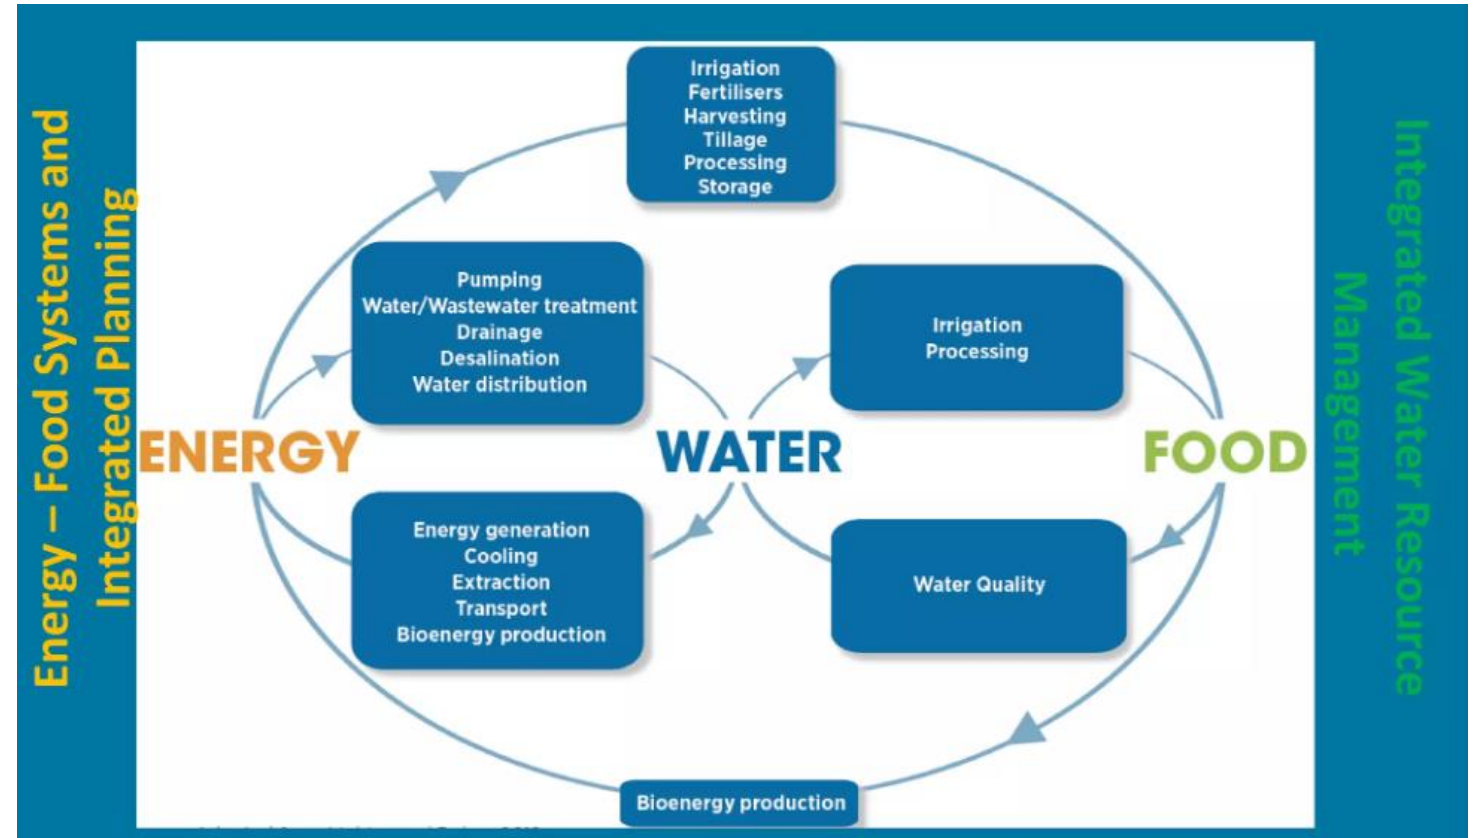 Energy – Food Systems and
Integrated Planning
Irrigation
Fertilisers
Harvesting
Tillage
Processing
Storage
Pumping
Water/Wastewater treatment
Drainage
Desalination
Water distribution
Irrigation
Processing
ENERGY
WATER
FOOD
Energy generation
Cooling
Extraction
Transport
Bioenergy production
Water Quality
Bioenergy production
Integrated Water Resource
Management